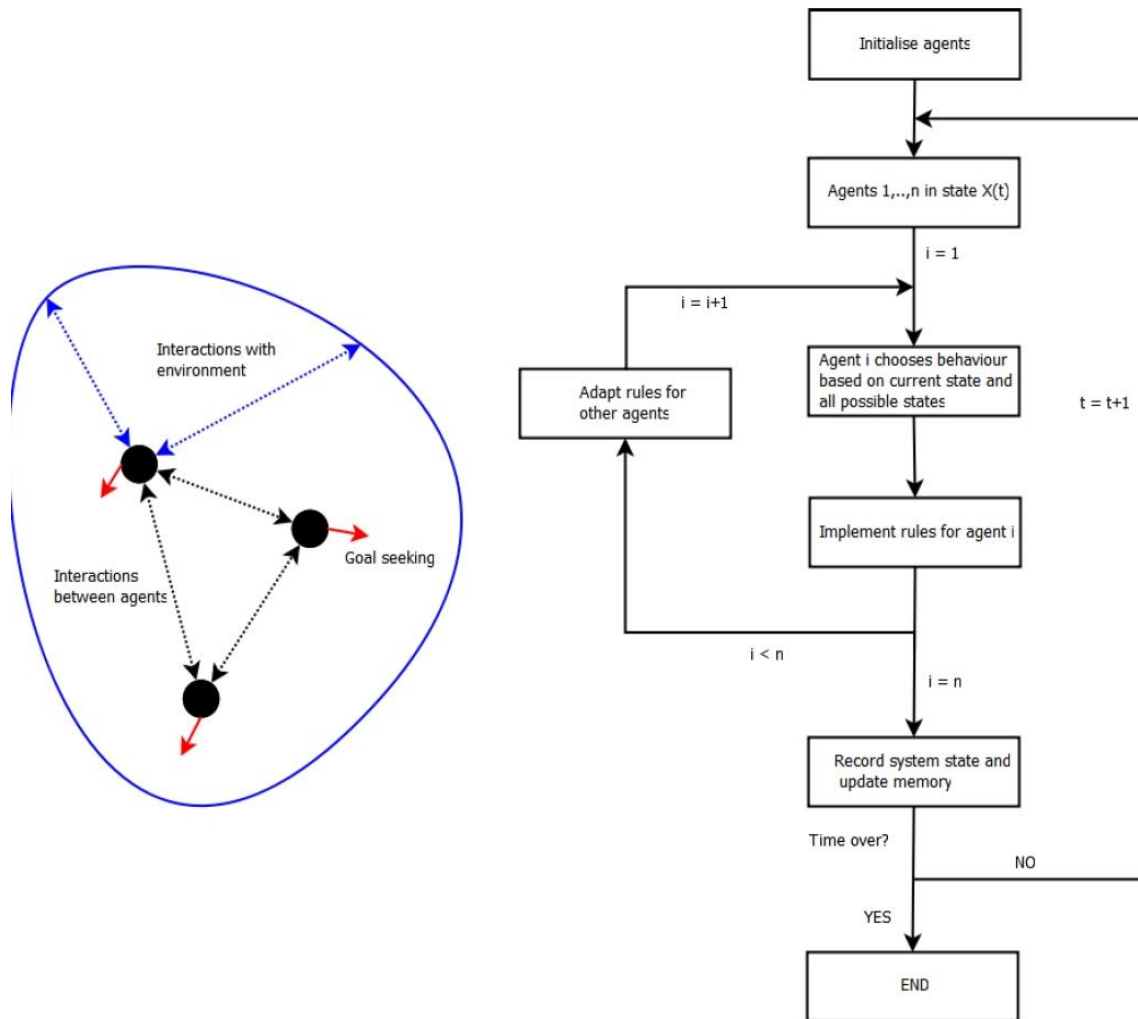 Interactions with
environment
Interactions
between agents
Goal seeking
Initialise agents
Agents 1,..,n in state X(t)
i = 1
i = i+1
Agent i chooses behaviour
based on current state and
all possible states
Adapt rules for
other agents
t = t+1
Implement rules for agent i
i < n
i = n
Record system state and
update memory
Time over?
NO
YES
END